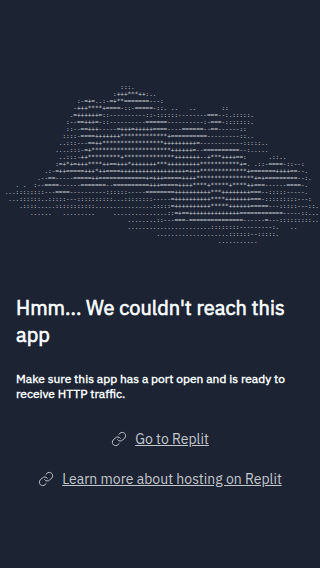 Hmm... We couldn't reach this
app
Make sure this app has a port open and is ready to
receive HTTP traffic.
Go to Replit
Learn more about hosting on Replit